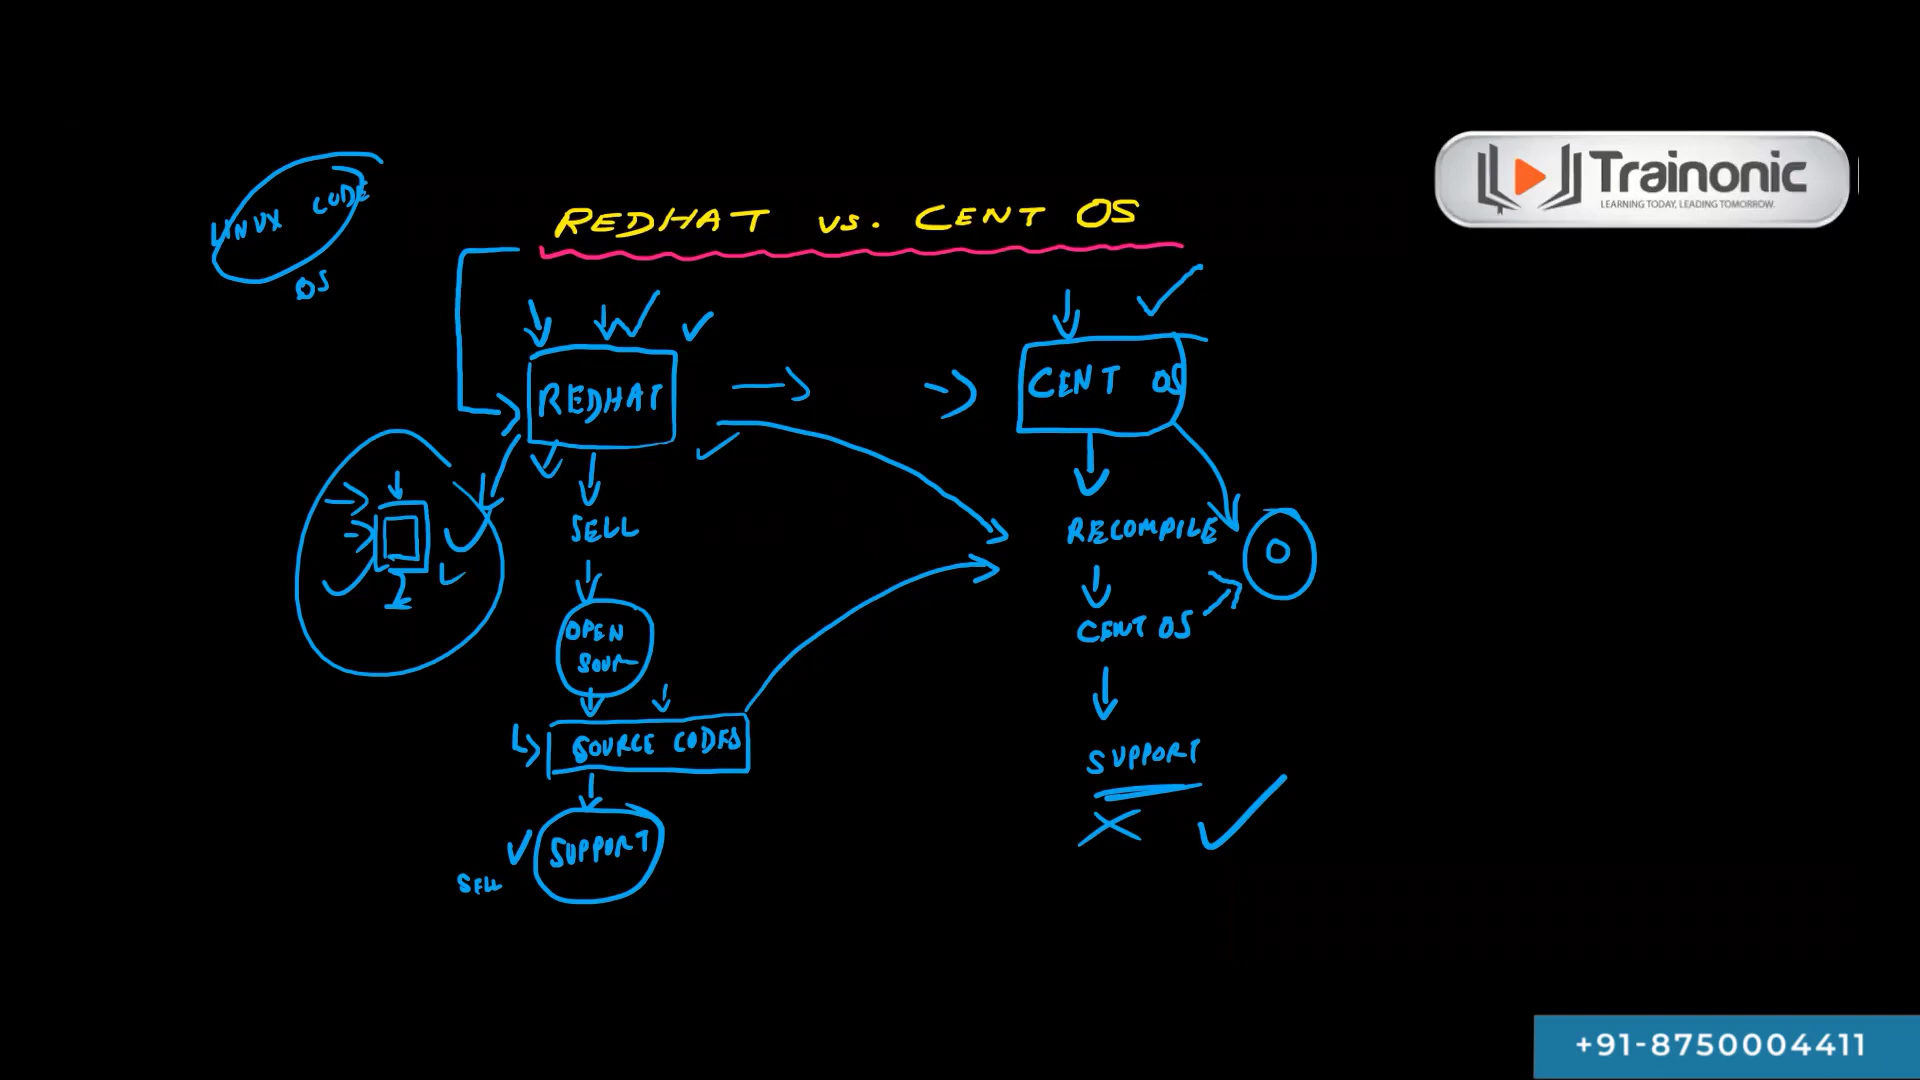 LINUX CODE
OS
REDHAT vs. CENT OS
REDHAT
SELL
OPEN
SOUR
SOURCE CODES
SUPPORT
SELL
CENT OS
RECOMPILE
CENT OS
SUPPORT
Trainonic
LEARNING TODAY, LEADING TOMORROW.
+91-8750004411